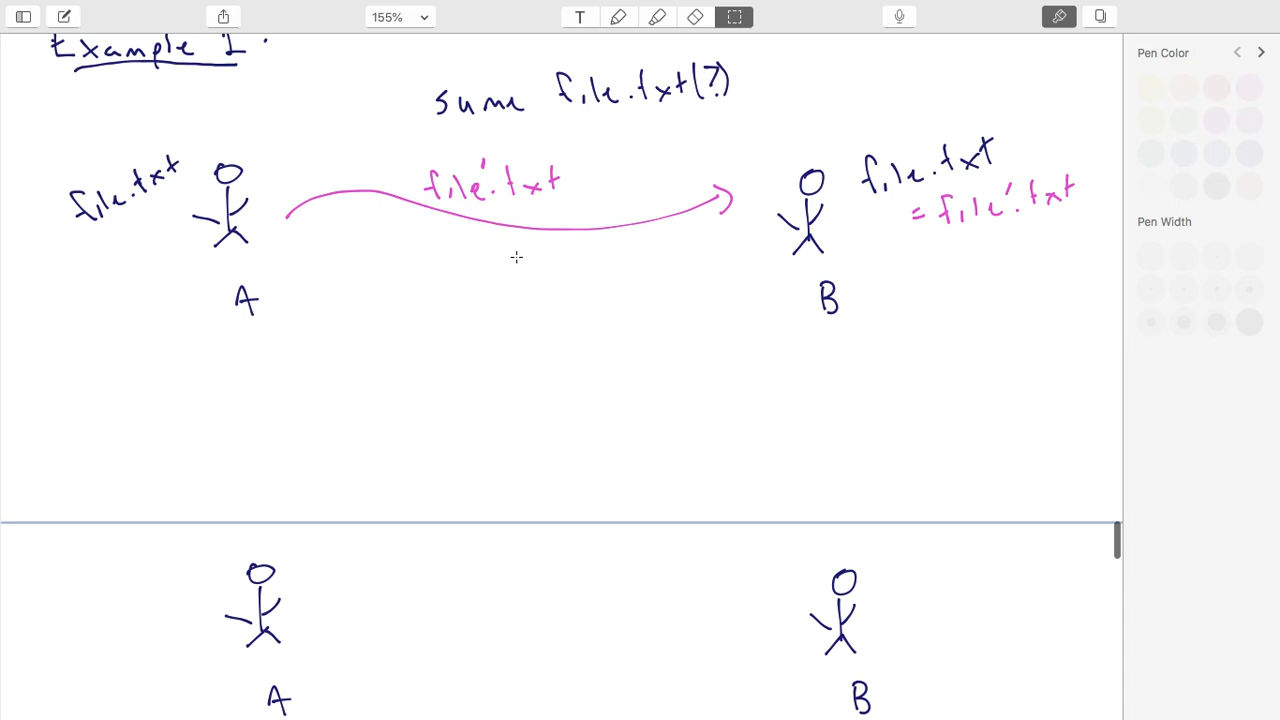 155%
T
Example 1:
Pen Color
same file.txt(?)
file.txt
file'.txt
file.txt
= file'.txt
Pen Width
A
B
A
B